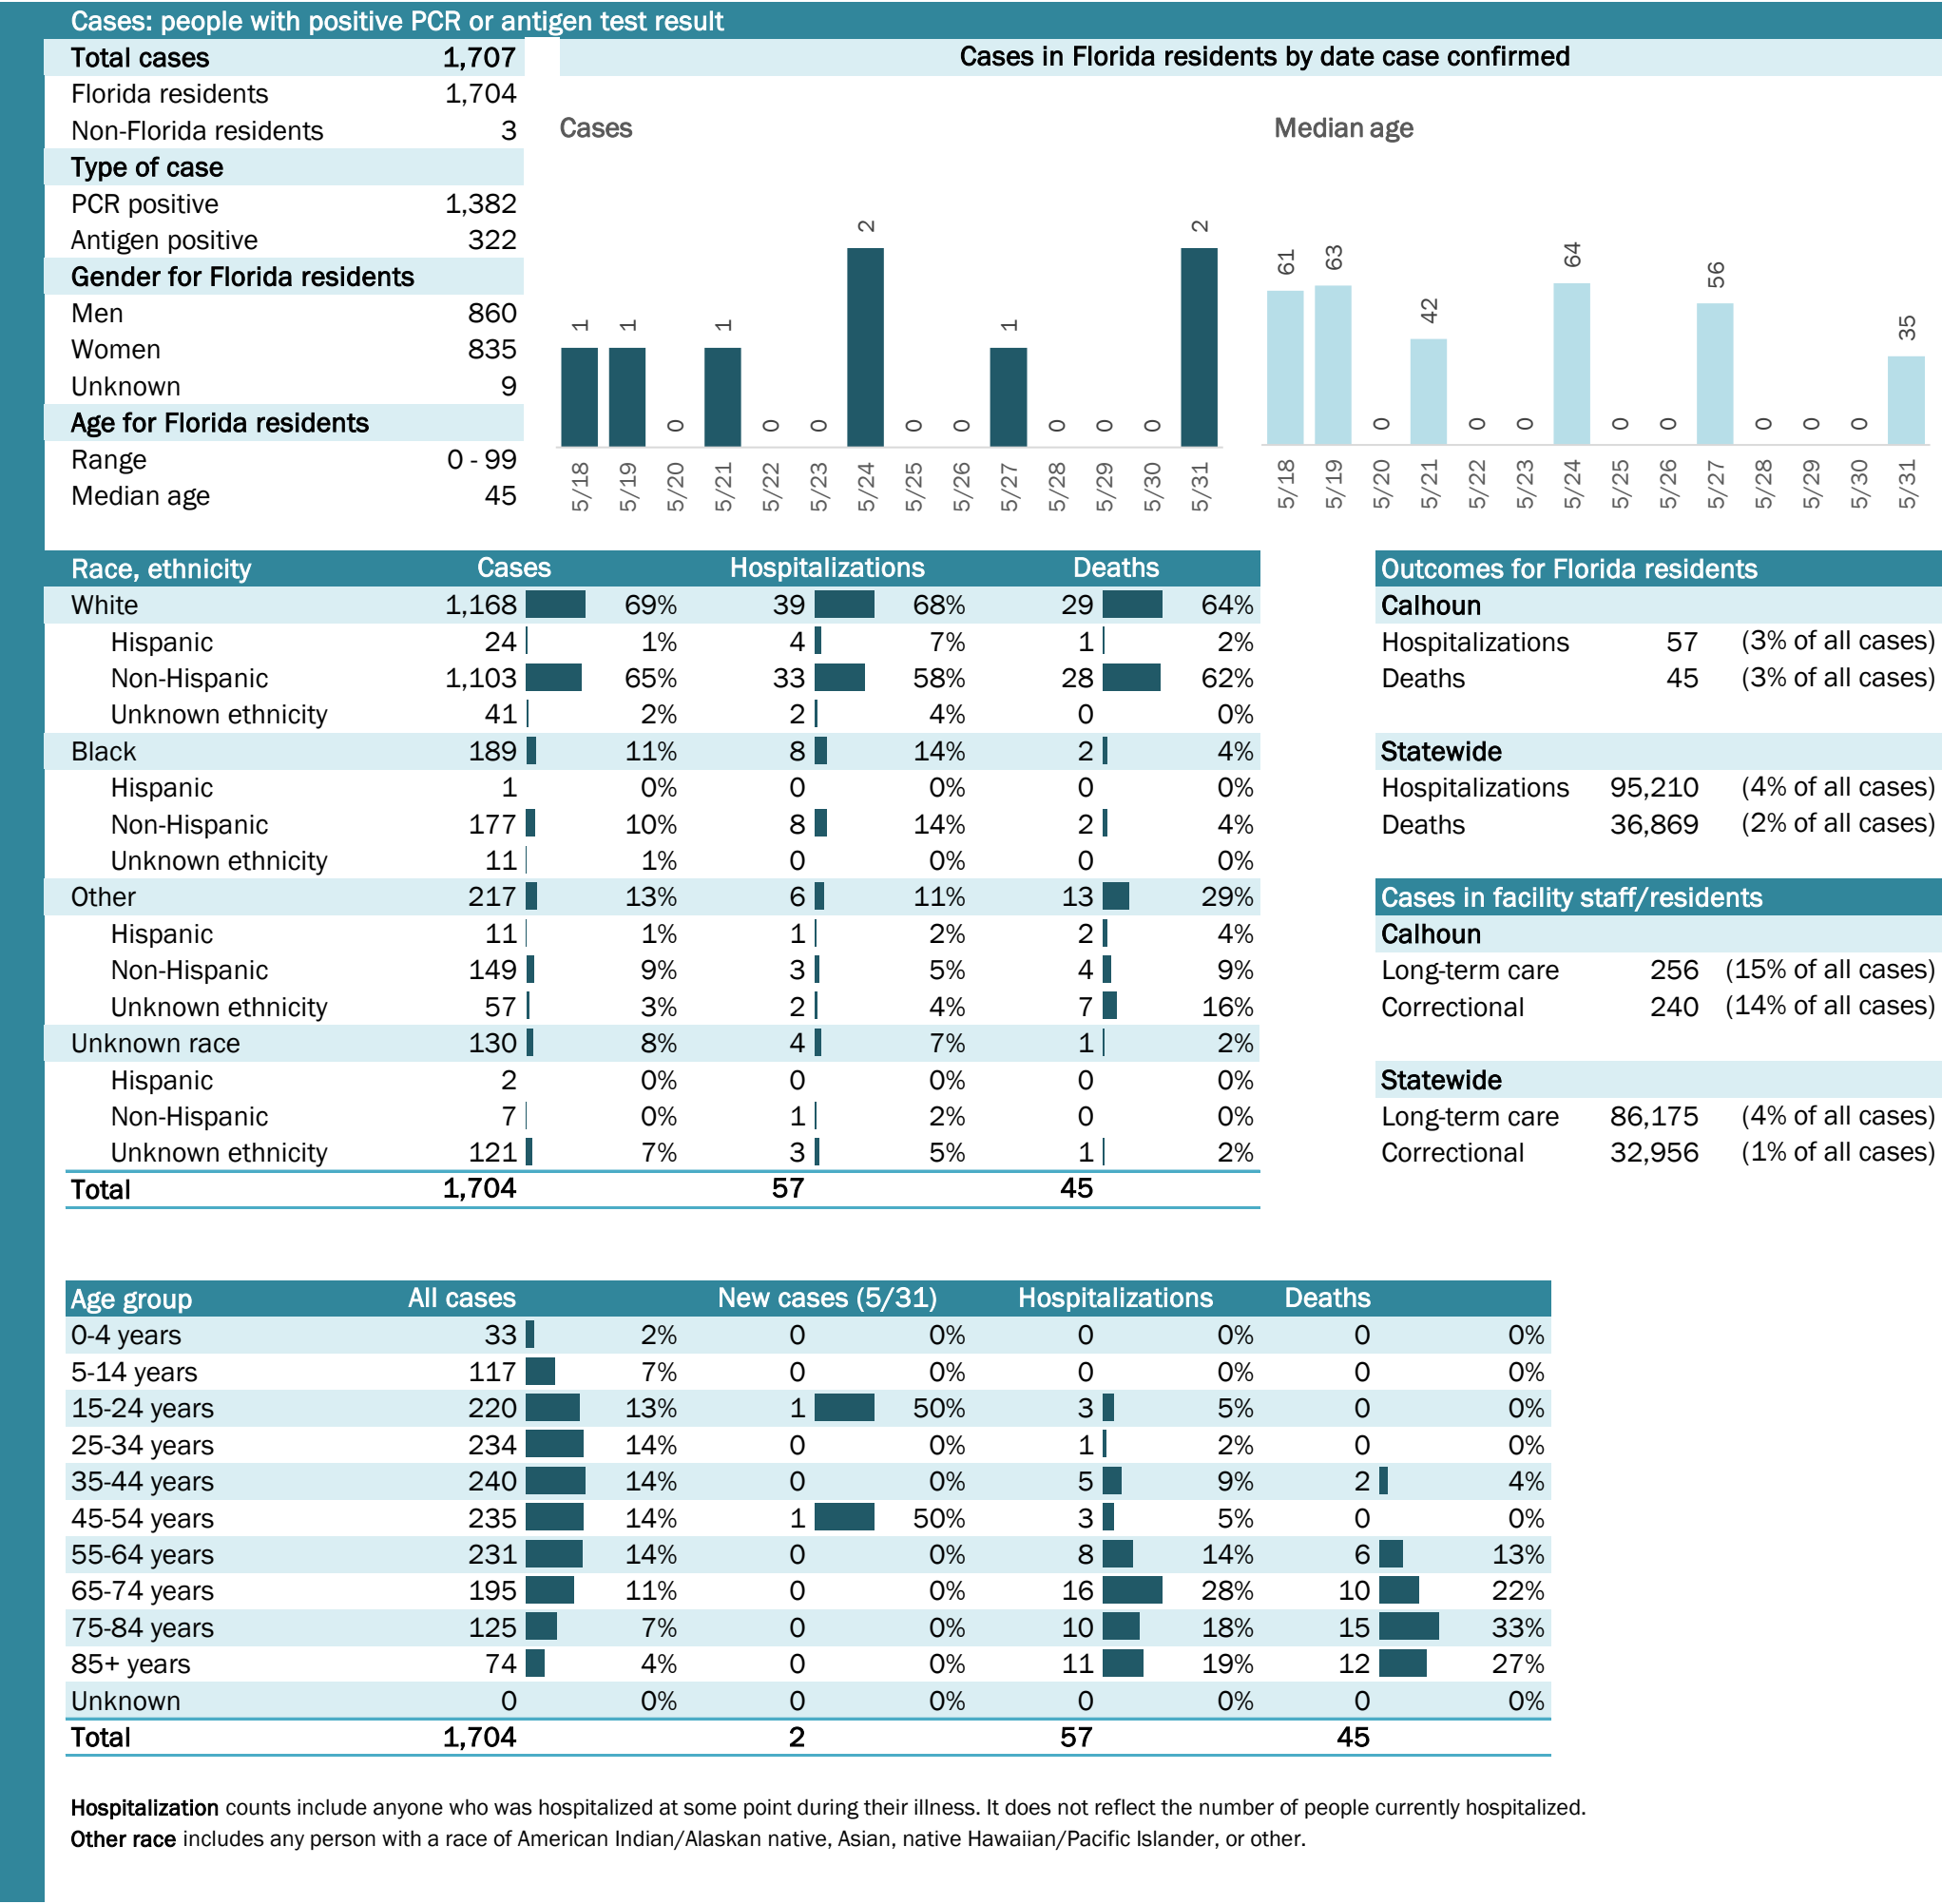 Cases: people with positive PCR or antigen test result
Total cases 1,707
Florida residents 1,704
Non-Florida residents 3
Type of case
PCR positive 1,382
Antigen positive 322
Gender for Florida residents
Men 860
Women 835
Unknown 9
Age for Florida residents
Range 0 - 99
Median age 45
Cases in Florida residents by date case confirmed
Cases
1 1 0 1 0 0 2 0 0 1 0 0 0 2
5/18 5/19 5/20 5/21 5/22 5/23 5/24 5/25 5/26 5/27 5/28 5/29 5/30 5/31
Median age
61 63 0 42 0 0 64 0 0 56 0 0 0 35
5/18 5/19 5/20 5/21 5/22 5/23 5/24 5/25 5/26 5/27 5/28 5/29 5/30 5/31
Race, ethnicity Cases Hospitalizations Deaths
White 1,168 69% 39 68% 29 64%
Hispanic 24 1% 4 7% 1 2%
Non-Hispanic 1,103 65% 33 58% 28 62%
Unknown ethnicity 41 2% 2 4% 0 0%
Black 189 11% 8 14% 2 4%
Hispanic 1 0% 0 0% 0 0%
Non-Hispanic 177 10% 8 14% 2 4%
Unknown ethnicity 11 1% 0 0% 0 0%
Other 217 13% 6 11% 13 29%
Hispanic 11 1% 1 2% 2 4%
Non-Hispanic 149 9% 3 5% 4 9%
Unknown ethnicity 57 3% 2 4% 7 16%
Unknown race 130 8% 4 7% 1 2%
Hispanic 2 0% 0 0% 0 0%
Non-Hispanic 7 0% 1 2% 0 0%
Unknown ethnicity 121 7% 3 5% 1 2%
Total 1,704 57 45
Outcomes for Florida residents
Calhoun
Hospitalizations 57 (3% of all cases)
Deaths 45 (3% of all cases)
Statewide
Hospitalizations 95,210 (4% of all cases)
Deaths 36,869 (2% of all cases)
Cases in facility staff/residents
Calhoun
Long-term care 256 (15% of all cases)
Correctional 240 (14% of all cases)
Statewide
Long-term care 86,175 (4% of all cases)
Correctional 32,956 (1% of all cases)
Age group All cases New cases (5/31) Hospitalizations Deaths
0-4 years 33 2% 0 0% 0 0% 0 0%
5-14 years 117 7% 0 0% 0 0% 0 0%
15-24 years 220 13% 1 50% 3 5% 0 0%
25-34 years 234 14% 0 0% 1 2% 0 0%
35-44 years 240 14% 0 0% 5 9% 2 4%
45-54 years 235 14% 1 50% 3 5% 0 0%
55-64 years 231 14% 0 0% 8 14% 6 13%
65-74 years 195 11% 0 0% 16 28% 10 22%
75-84 years 125 7% 0 0% 10 18% 15 33%
85+ years 74 4% 0 0% 11 19% 12 27%
Unknown 0 0% 0 0% 0 0% 0 0%
Total 1,704 2 57 45
Hospitalization counts include anyone who was hospitalized at some point during their illness. It does not reflect the number of people currently hospitalized.
Other race includes any person with a race of American Indian/Alaskan native, Asian, native Hawaiian/Pacific Islander, or other.